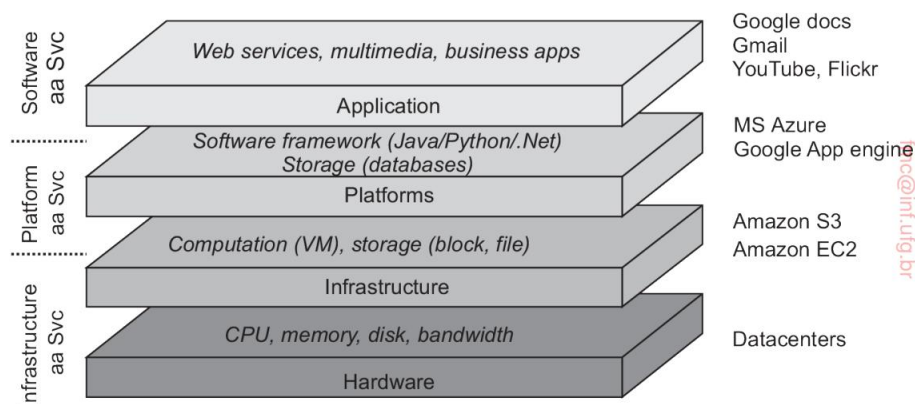 Software
aa Svc
Web services, multimedia, business apps
Application
Google docs
Gmail
YouTube, Flickr
Platform
aa Svc
Software framework (Java/Python/.Net)
Storage (databases)
Platforms
MS Azure
Google App engine
Computation (VM), storage (block, file)
Infrastructure
Amazon S3
Amazon EC2
Infrastructure
aa Svc
CPU, memory, disk, bandwidth
Hardware
Datacenters
@inf.ufg.br